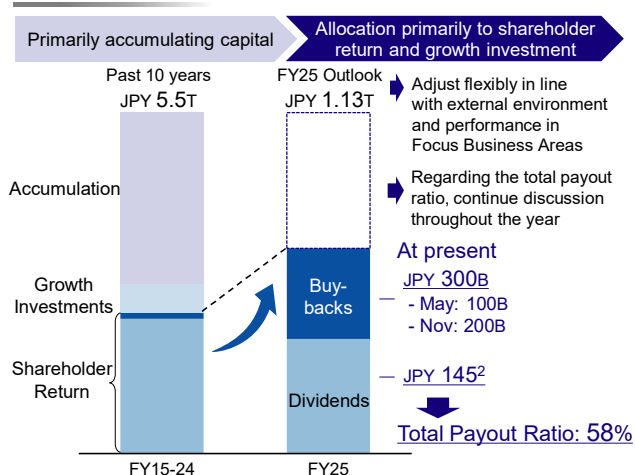 Primarily accumulating capital
Allocation primarily to shareholder
return and growth investment
Past 10 years
JPY 5.5T
FY25 Outlook
JPY 1.13T
Adjust flexibly in line
with external environment
and performance in
Focus Business Areas
Regarding the total payout
ratio, continue discussion
throughout the year
Accumulation
Growth
Investments
Shareholder
Return
Buy-
backs
Dividends
At present
JPY 300B
- May: 100B
- Nov: 200B
JPY 145²
Total Payout Ratio: 58%
FY15-24
FY25